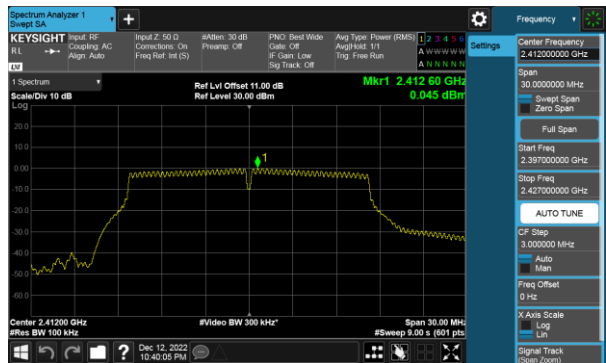 Spectrum Analyzer 1
Swept SA
+
Frequency
KEYSIGHT
RL
Input: RF
Coupling: AC
Align: Auto
Input Z: 50 Ω
Corrections: On
Freq Ref: Int (S)
#Atten: 30 dB
Preamp: Off
PNO: Best Wide
Gate: Off
IF Gain: Low
Sig Track: Off
Avg Type: Power (RMS)
Avg|Hold: 1/1
Trig: Free Run
1 2 3 4 5 6
A W W W W W
A N N N N N
LXI
1 Spectrum
Scale/Div 10 dB
Ref Lvl Offset 11.00 dB
Ref Level 30.00 dBm
Mkr1 2.412 60 GHz
0.045 dBm
Log
20.0
10.0
0.00
-10.0
-20.0
-30.0
-40.0
-50.0
-60.0
1
Center 2.41200 GHz
#Res BW 100 kHz
#Video BW 300 kHz*
Span 30.00 MHz
#Sweep 9.00 s (601 pts)
Settings
Center Frequency
2.412000000 GHz
Span
30.0000000 MHz
Swept Span
Zero Span
Full Span
Start Freq
2.397000000 GHz
Stop Freq
2.427000000 GHz
AUTO TUNE
CF Step
3.000000 MHz
Auto
Man
Freq Offset
0 Hz
X Axis Scale
Log
Lin
Signal Track
(Span Zoom)
?
Dec 12, 2022
10:40:05 PM